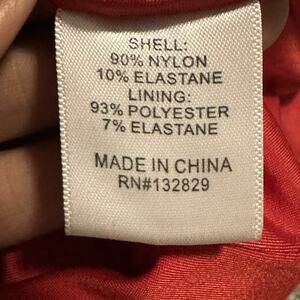 SHELL:
90% NYLON
10% ELASTANE
LINING:
93% POLYESTER
7% ELASTANE
MADE IN CHINA
RN#132829